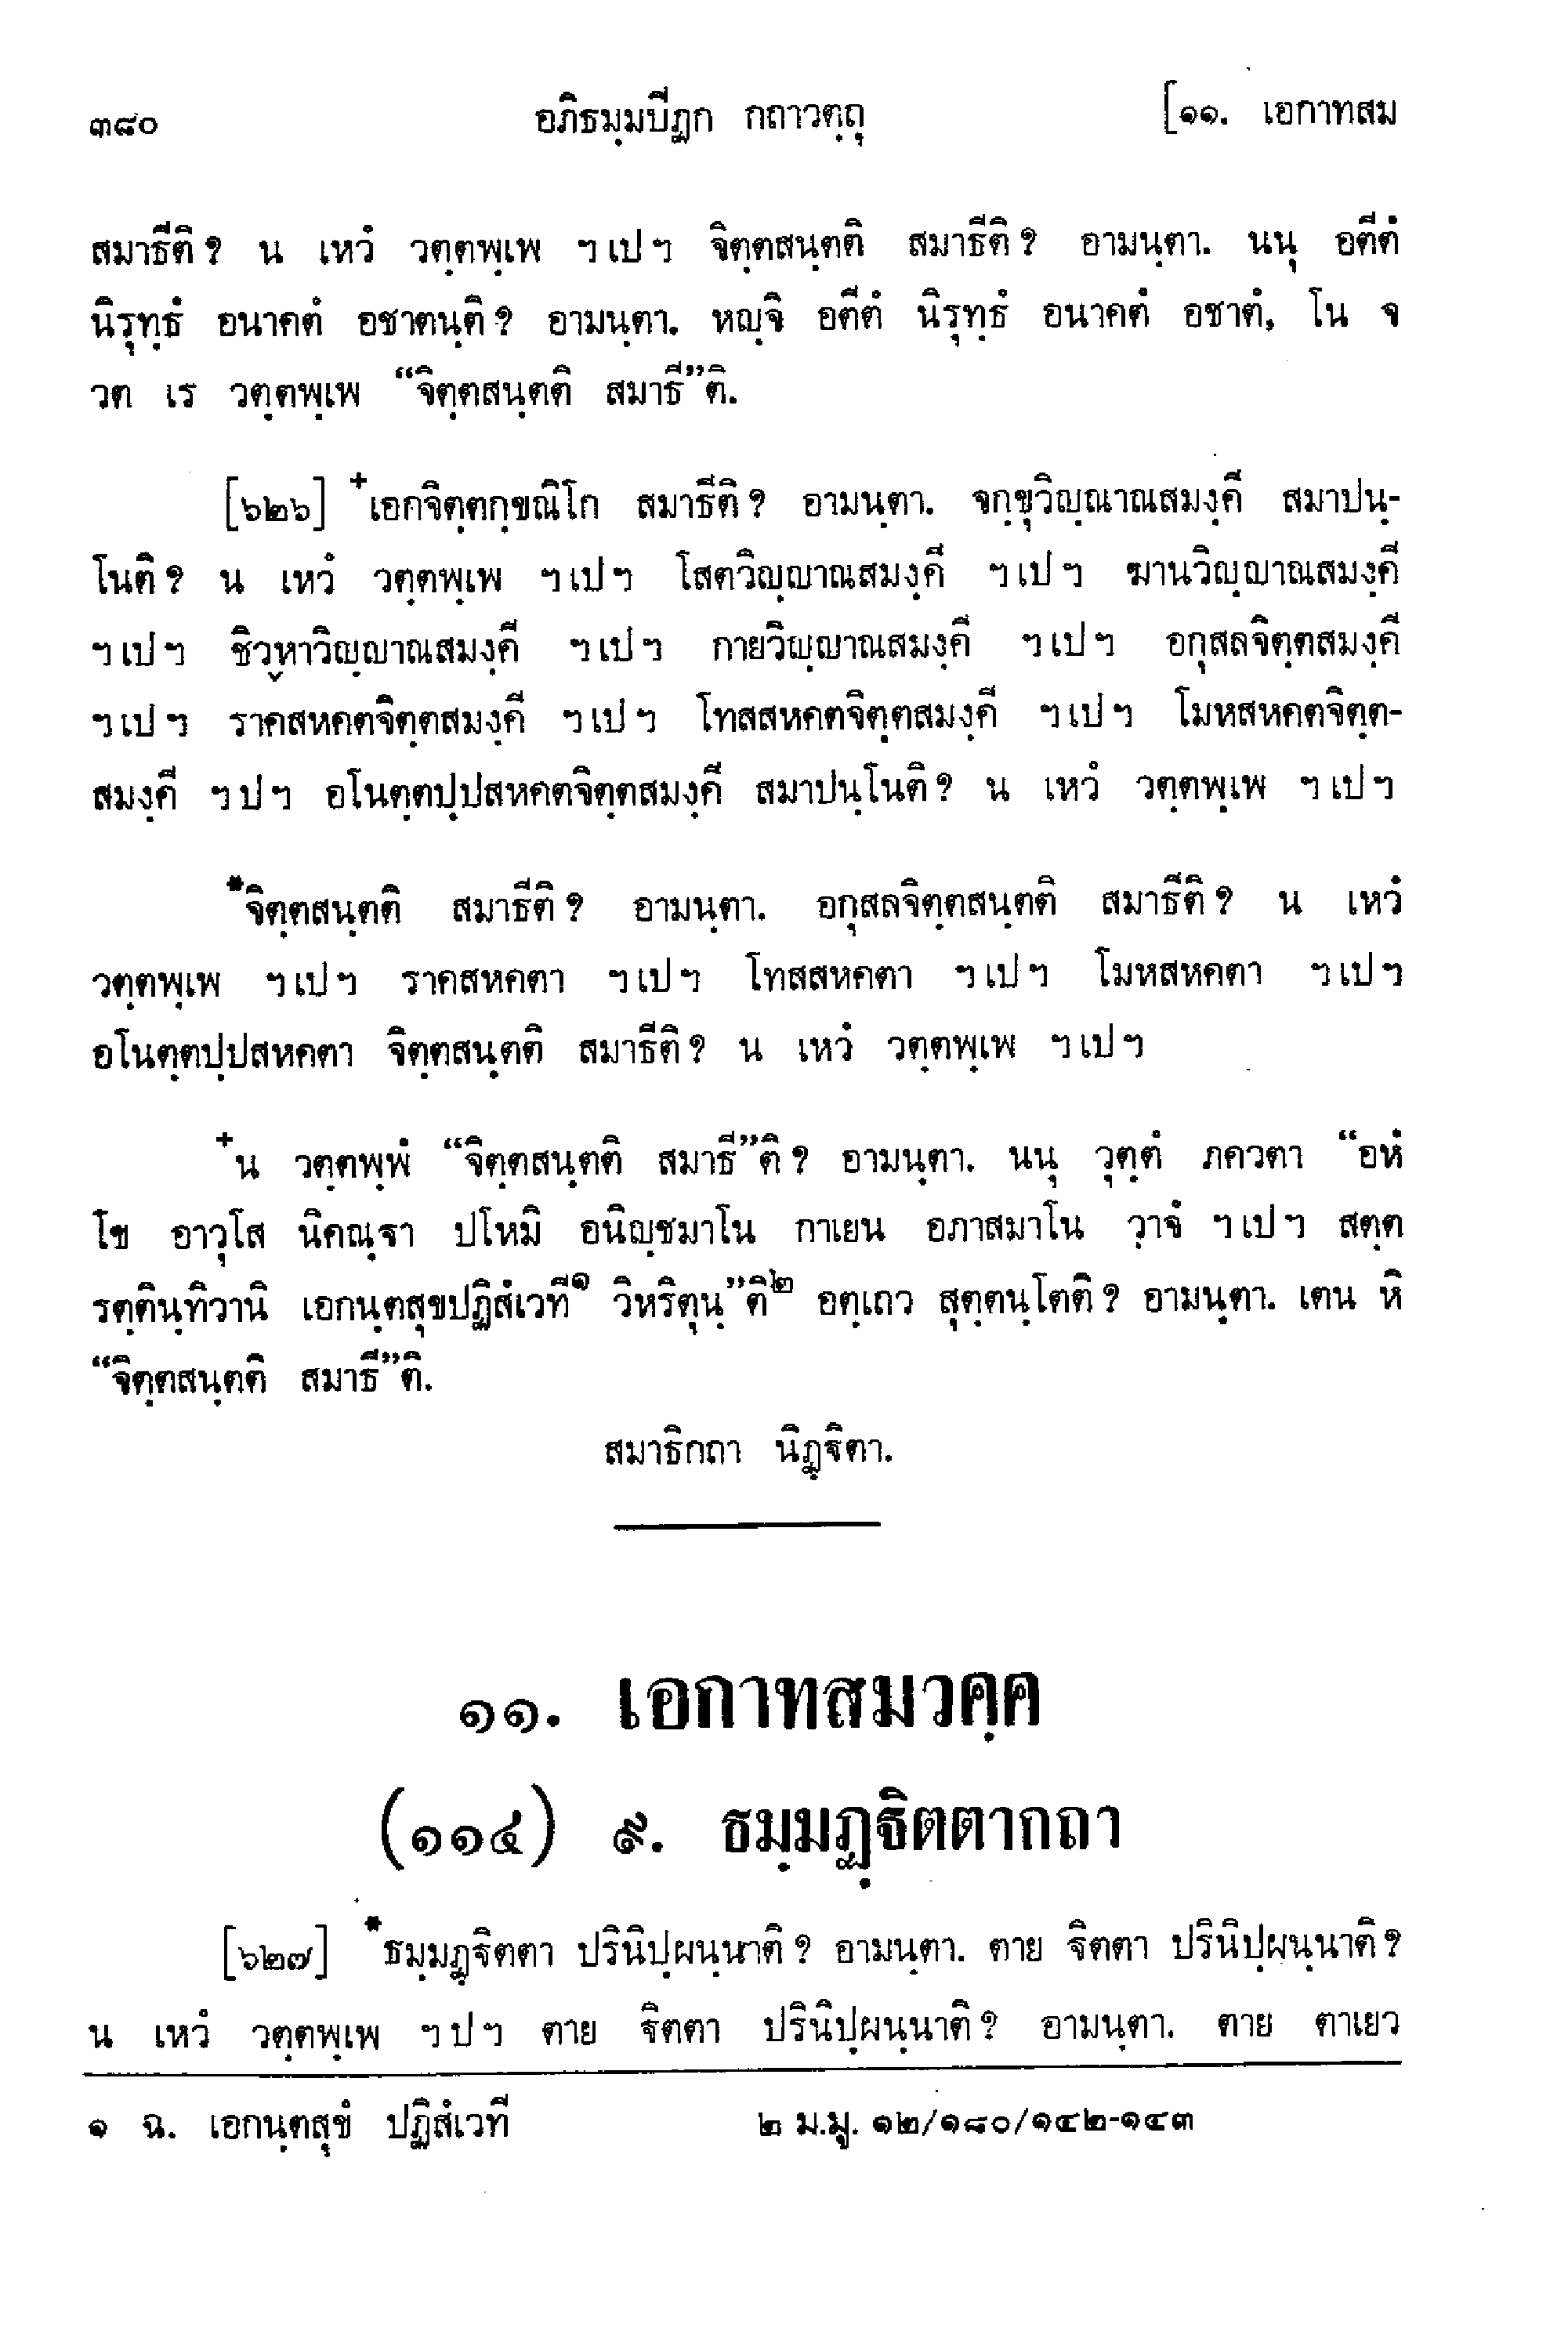 ๓๘๐ อภิธมฺมปีฏก กถาวตฺถุ [๑๑. เอกาทสม
สมาธีติ? น เหวํ วตฺตพฺเพ ฯเปฯ จิตฺตสนฺตติ สมาธีติ? อามนฺตา. นนุ อตีตํ
นิรุทฺธํ อนาคตํ อชาตนฺติ? อามนฺตา. หญฺจิ อตีตํ นิรุทฺธํ อนาคตํ อชาตํ, โน จ
วต เร วตฺตพฺเพ “จิตฺตสนฺตติ สมาธี”ติ.
[๖๒๖] +เอกจิตฺตกฺขณิโก สมาธีติ? อามนฺตา. จกฺขุวิญฺณาณสมงฺคี สมาปนฺ-
โนติ? น เหวํ วตฺตพฺเพ ฯเปฯ โสตวิญฺญาณสมงฺคี ฯเปฯ ฆานวิญฺญาณสมงฺคี
ฯเปฯ ชิวฺหาวิญฺญาณสมงฺคี ฯเปฯ กายวิญฺญาณสมงฺคี ฯเปฯ อกุสลจิตฺตสมงฺคี
ฯเปฯ ราคสหคตจิตฺตสมงฺคี ฯเปฯ โทสสหคตจิตฺตสมงฺคี ฯเปฯ โมหสหคตจิตฺต-
สมงฺคี ฯปฯ อโนตฺตปฺปสหคตจิตฺตสมงฺคี สมาปนฺโนติ? น เหวํ วตฺตพฺเพ ฯเปฯ
*จิตฺตสนฺตติ สมาธีติ? อามนฺตา. อกุสลจิตฺตสนฺตติ สมาธีติ? น เหวํ
วตฺตพฺเพ ฯเปฯ ราคสหคตา ฯเปฯ โทสสหคตา ฯเปฯ โมหสหคตา ฯเปฯ
อโนตฺตปฺปสหคตา จิตฺตสนฺตติ สมาธีติ? น เหวํ วตฺตพฺเพ ฯเปฯ
+น วตฺตพฺพํ “จิตฺตสนฺตติ สมาธี”ติ? อามนฺตา. นนุ วุตฺตํ ภควตา “อหํ
โข อาวุโส นิคณฺฐา ปโหมิ อนิญฺชมาโน กาเยน อภาสมาโน วฺาจํ ฯเปฯ สตฺต
รตฺตินฺทิวานิ เอกนฺตสุขปฏิสํเวที๑ วิหริตุนฺ”ติ๒ อตฺเถว สุตฺตนฺโตติ? อามนฺตา. เตน หิ
“จิตฺตสนฺตติ สมาธี”ติ.
สมาธิกถา นิฏฺฐิตา.
๑๑. เอกาทสมวคฺค
(๑๑๔) ๙. ธมฺมฏฺฐิตตากถา
[๖๒๗] *ธมฺมฏฺฐิตตา ปรินิปฺผนฺนาติ? อามนฺตา. ตาย ฐิตตา ปรินิปฺผนฺนาติ?
น เหวํ วตฺตพฺเพ ฯปฯ ตาย ฐิตตา ปรินิปฺผนฺนาติ? อามนฺตา. ตาย ตาเยว
๑ ฉ. เอกนฺตสุขํ ปฏิสํเวที ๒ ม.มู. ๑๒/๑๘๐/๑๔๒-๑๔๓